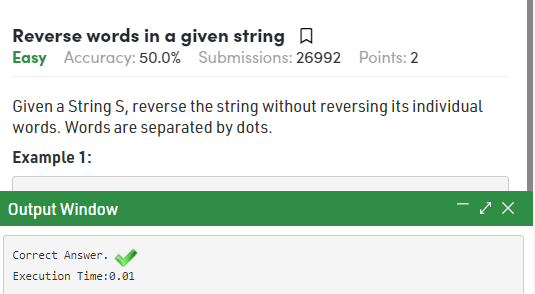 Reverse words in a given string
Easy Accuracy: 50.0% Submissions: 26992 Points: 2
Given a String S, reverse the string without reversing its individual
words. Words are separated by dots.
Example 1:
Output Window
Correct Answer.
Execution Time:0.01